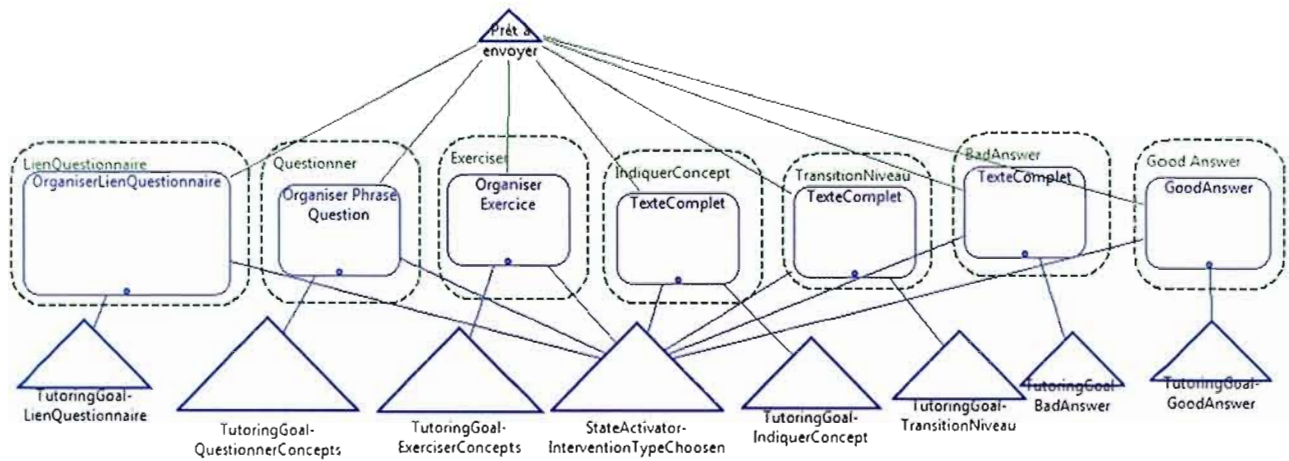 Prêt à
envoyer
LienQuestionnaire
OrganiserLienQuestionnaire
Questionner
Organiser Phrase
Question
Exerciser
Organiser
Exercice
IndiquerConcept
TexteComplet
TransitionNiveau
TexteComplet
BadAnswer
TexteComplet
Good Answer
GoodAnswer
TutoringGoal-
LienQuestionnaire
TutoringGoal-
QuestionnerConcepts
TutoringGoal-
ExerciserConcepts
StateActivator-
InterventionTypeChoosen
TutoringGoal-
IndiquerConcept
TutoringGoal-
TransitionNiveau
TutoringGoal-
BadAnswer
TutoringGoal-
GoodAnswer